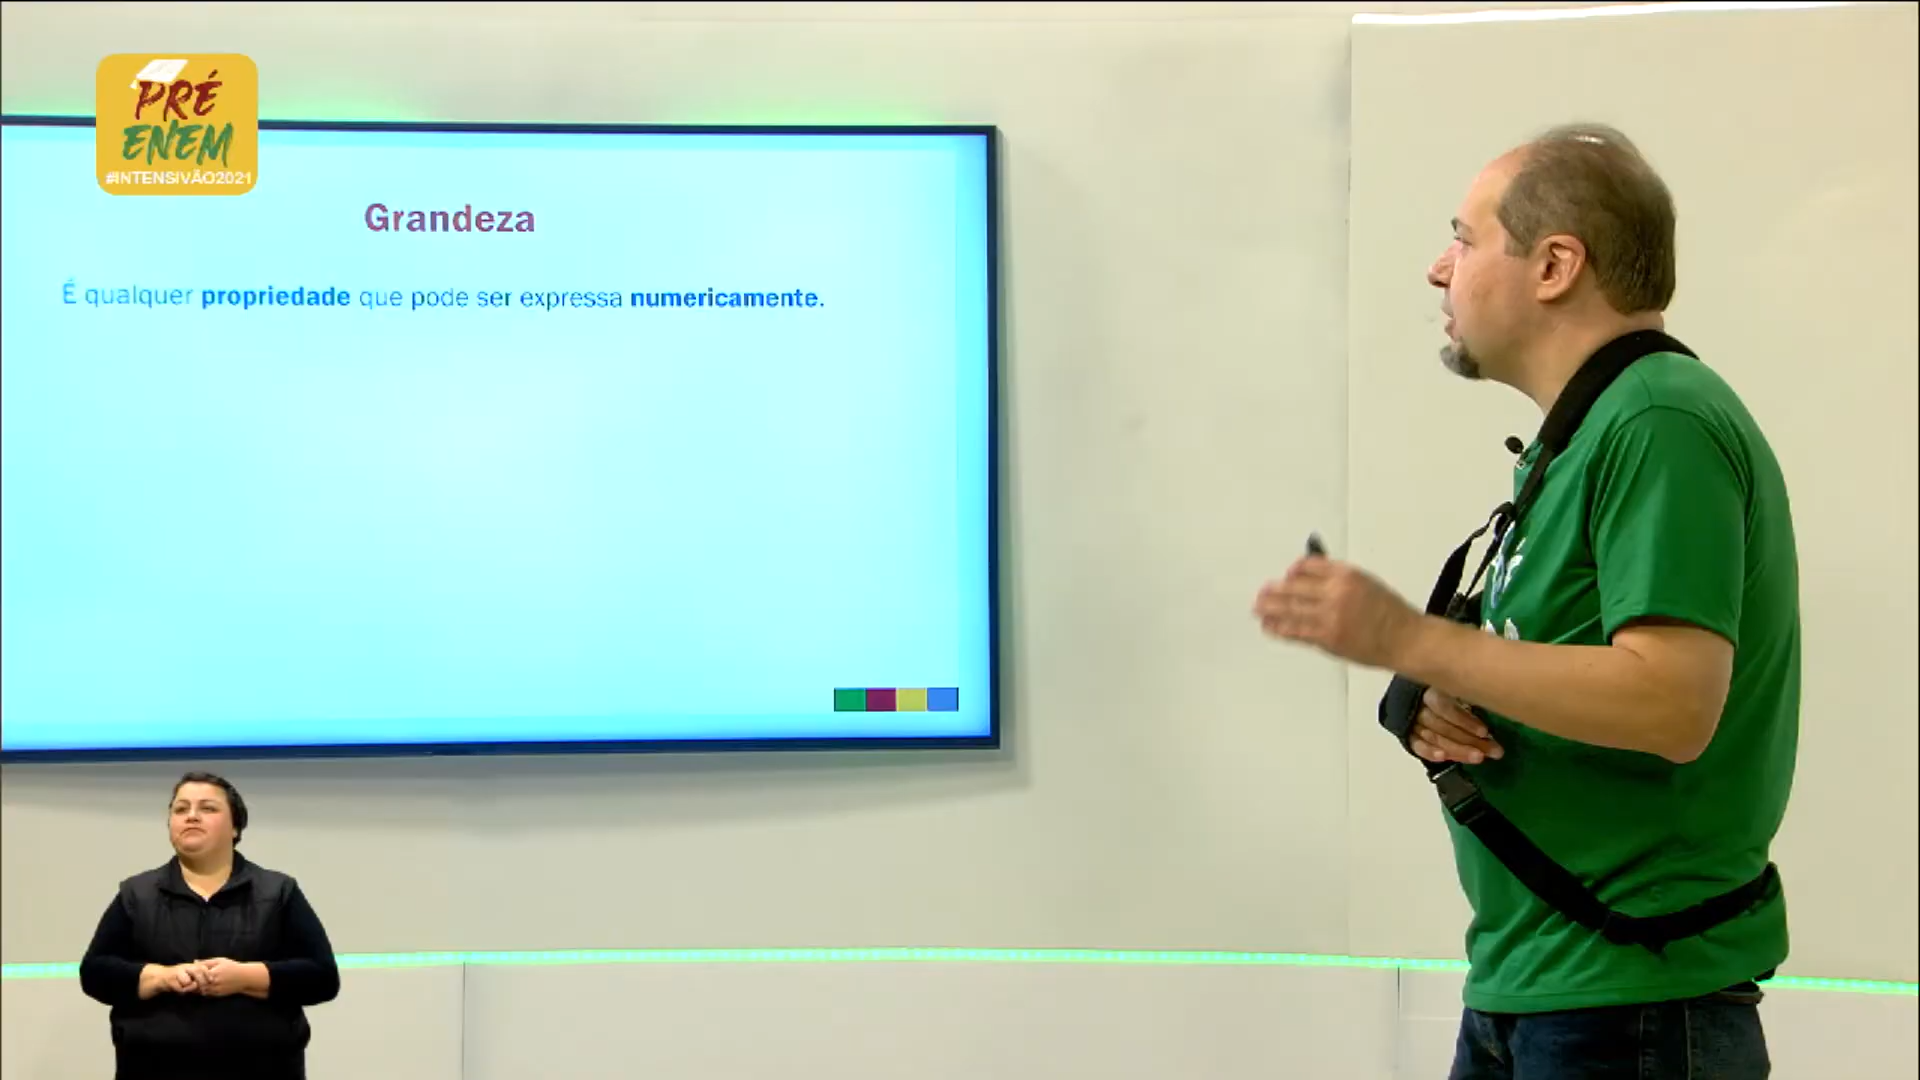 PRÉ
ENEM
#INTENSIVÃO2021
Grandeza
É qualquer propriedade que pode ser expressa numericamente.